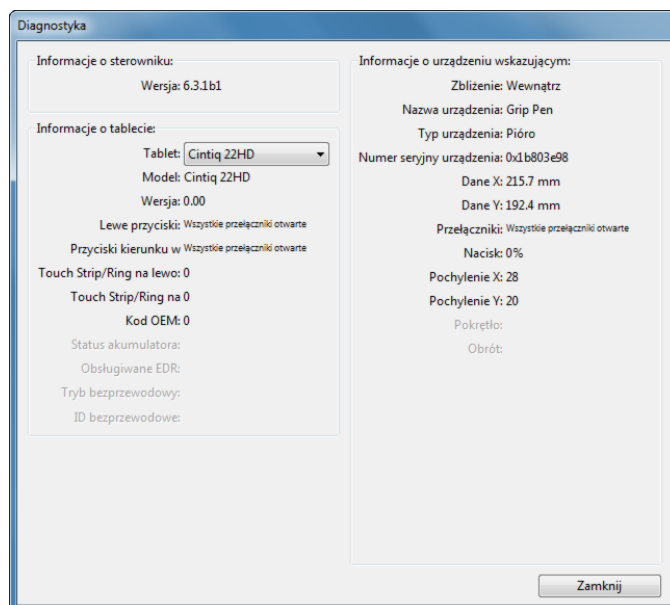 Diagnostyka
Informacje o sterowniku:
Wersja: 6.3.1b1
Informacje o tablecie:
Tablet: Cintiq 22HD
Model: Cintiq 22HD
Wersja: 0.00
Lewe przyciski: Wszystkie przełączniki otwarte
Przyciski kierunku w Wszystkie przełączniki otwarte
Touch Strip/Ring na lewo: 0
Touch Strip/Ring na 0
Kod OEM: 0
Status akumulatora:
Obsługiwane EDR:
Tryb bezprzewodowy:
ID bezprzewodowe:
Informacje o urządzeniu wskazującym:
Zbliżenie: Wewnątrz
Nazwa urządzenia: Grip Pen
Typ urządzenia: Pióro
Numer seryjny urządzenia: 0x1b803e98
Dane X: 215.7 mm
Dane Y: 192.4 mm
Przełączniki: Wszystkie przełączniki otwarte
Nacisk: 0%
Pochylenie X: 28
Pochylenie Y: 20
Pokrętło:
Obrót:
Zamknij